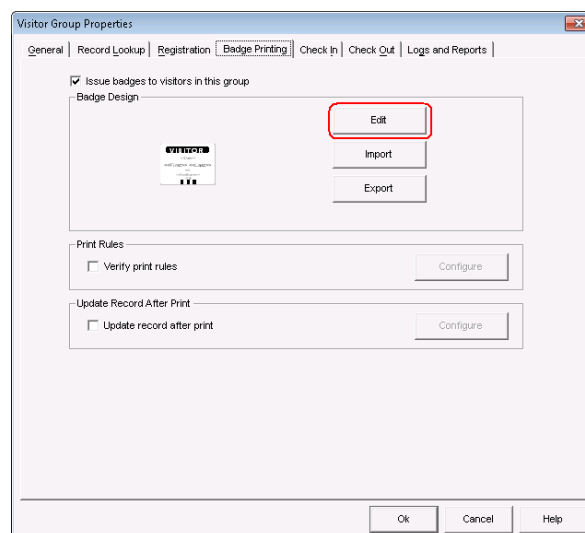 Visitor Group Properties
General Record Lookup Registration Badge Printing Check In Check Out Logs and Reports
Issue badges to visitors in this group
Badge Design
Edit
VISITOR
Import
Export
Print Rules
Verify print rules
Configure
Update Record After Print
Update record after print
Configure
Ok Cancel Help